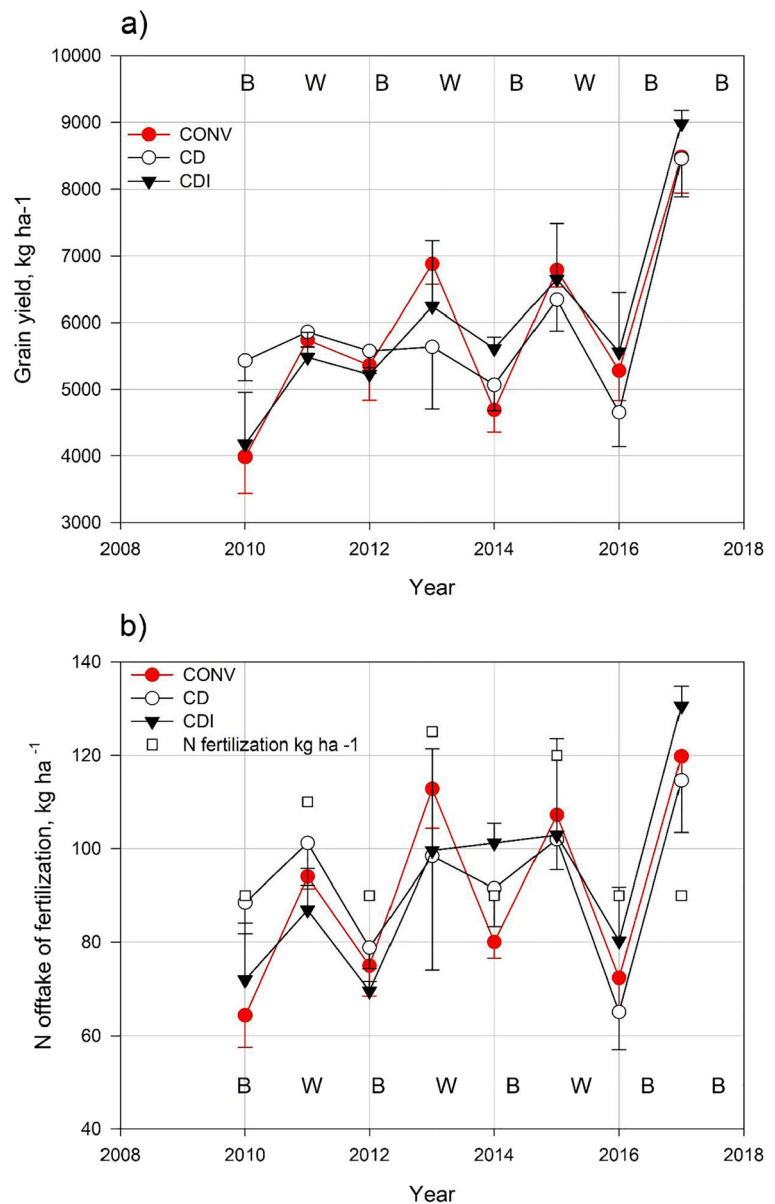 a)
10000
B W B W B W B B
9000
CONV
CD
8000
CDI
7000
6000
5000
4000
3000
Grain yield, kg ha-1
2008 2010 2012 2014 2016 2018
Year
b)
140
CONV
CD
120
CDI
N fertilization kg ha -1
100
80
60
40
N offtake of fertilization, kg ha -1
B W B W B W B B
2008 2010 2012 2014 2016 2018
Year